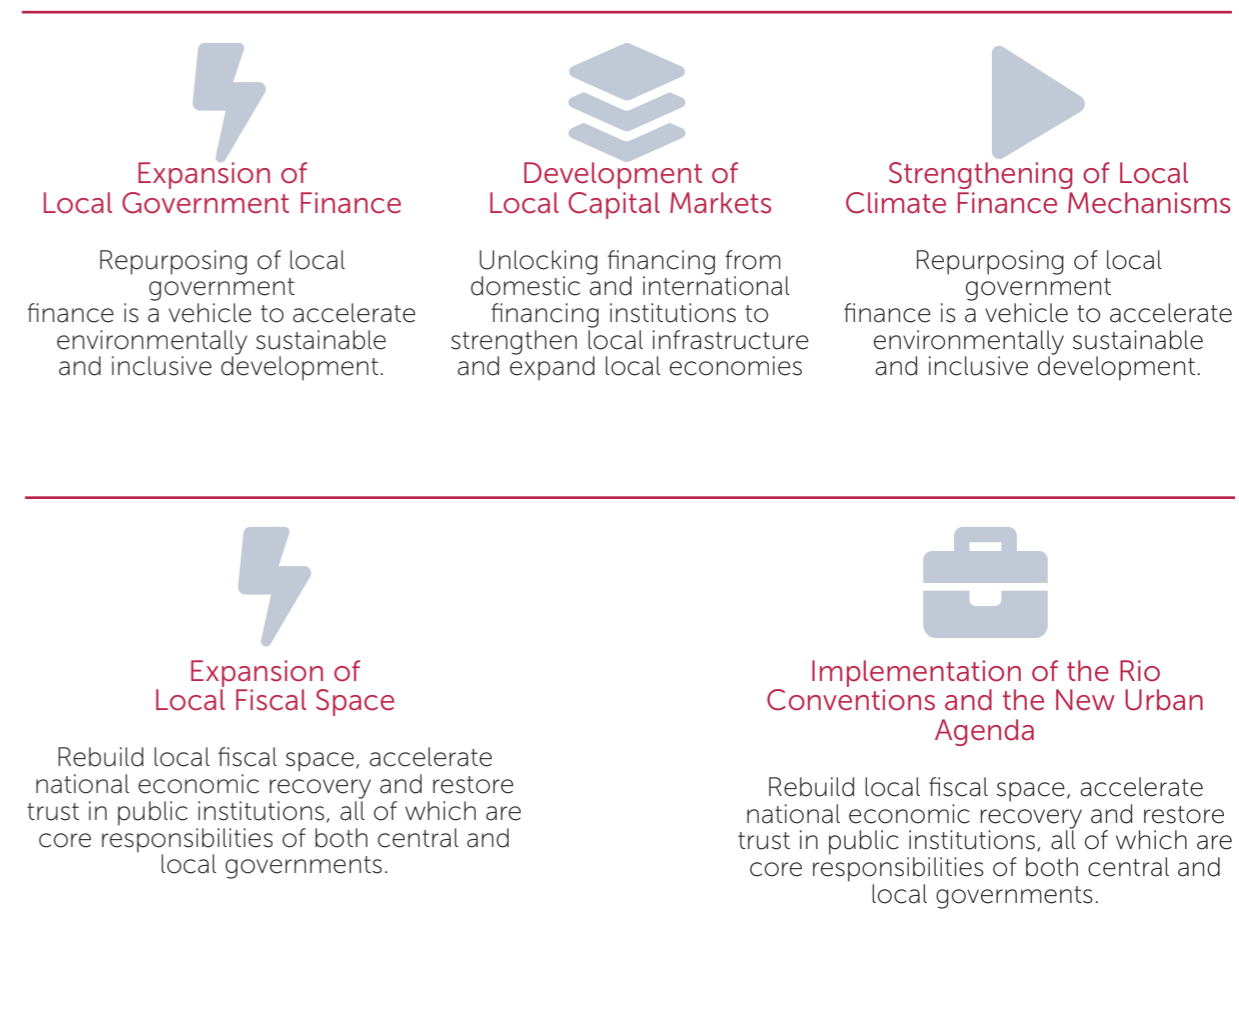 Expansion of
Local Government Finance
Repurposing of local
government
finance is a vehicle to accelerate
environmentally sustainable
and inclusive development.
Development of
Local Capital Markets
Unlocking financing from
domestic and international
financing institutions to
strengthen local infrastructure
and expand local economies
Strengthening of Local
Climate Finance Mechanisms
Repurposing of local
government
finance is a vehicle to accelerate
environmentally sustainable
and inclusive development.
Expansion of
Local Fiscal Space
Rebuild local fiscal space, accelerate
national economic recovery and restore
trust in public institutions, all of which are
core responsibilities of both central and
local governments.
Implementation of the Rio
Conventions and the New Urban
Agenda
Rebuild local fiscal space, accelerate
national economic recovery and restore
trust in public institutions, all of which are
core responsibilities of both central and
local governments.